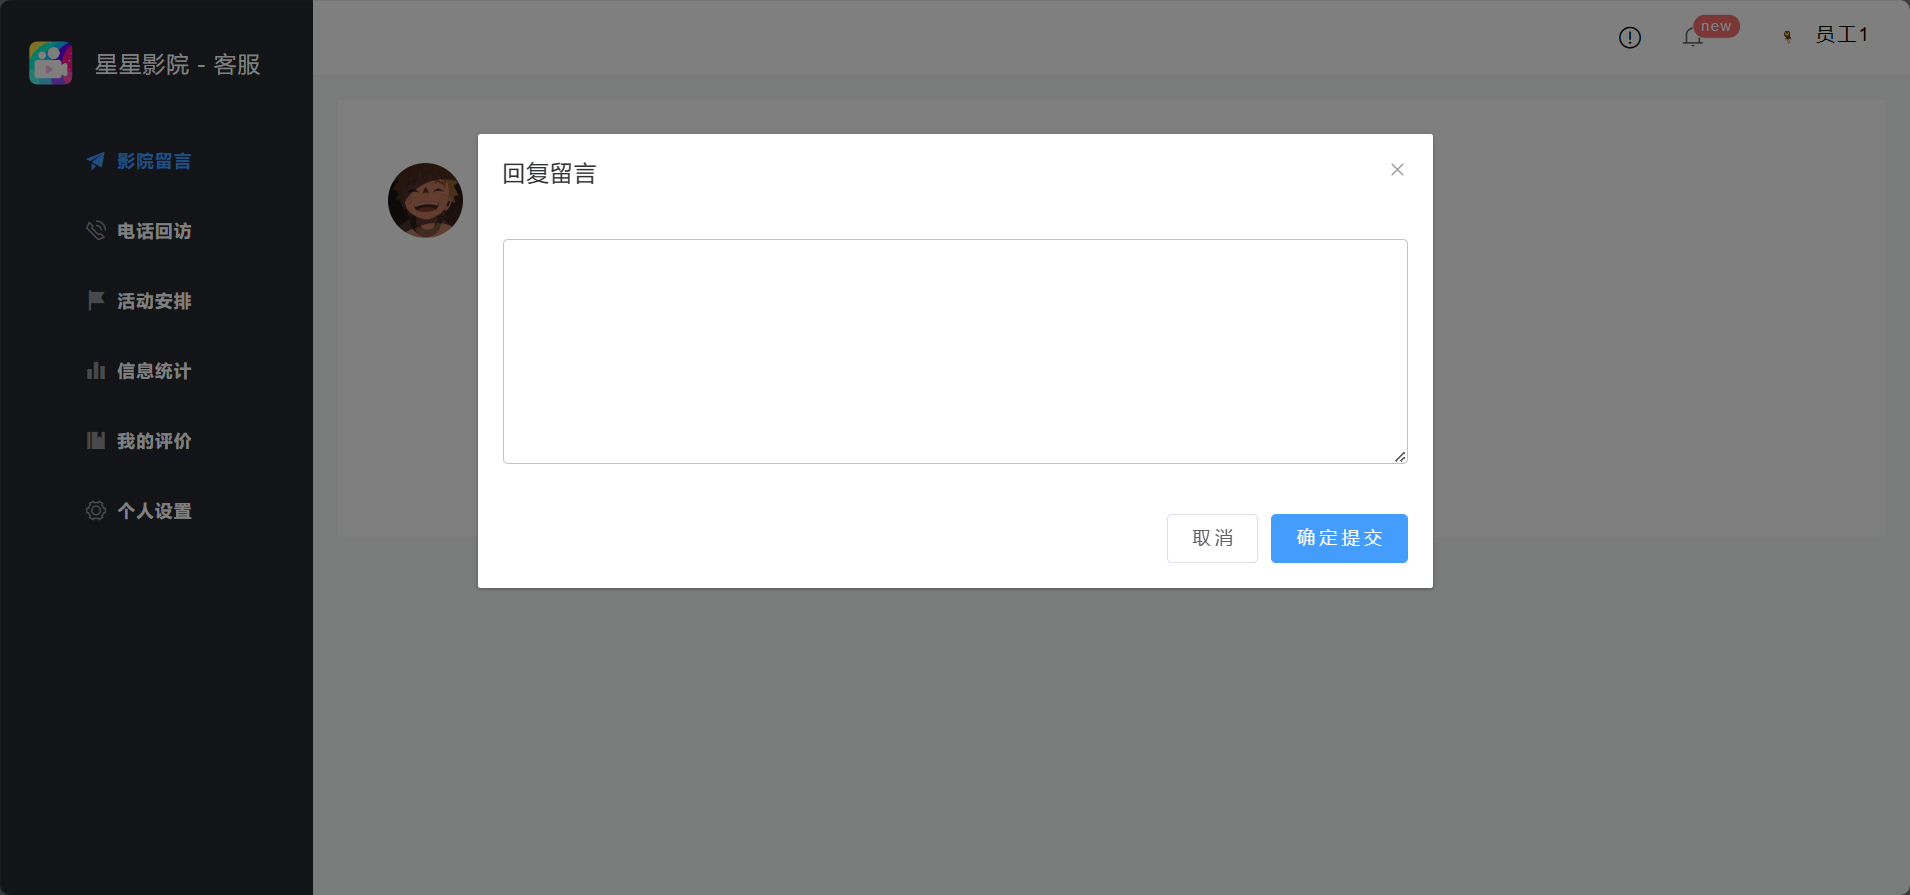 星星影院 - 客服
new
员工1
影院留言
电话回访
活动安排
信息统计
我的评价
个人设置
回复留言
取消
确定提交